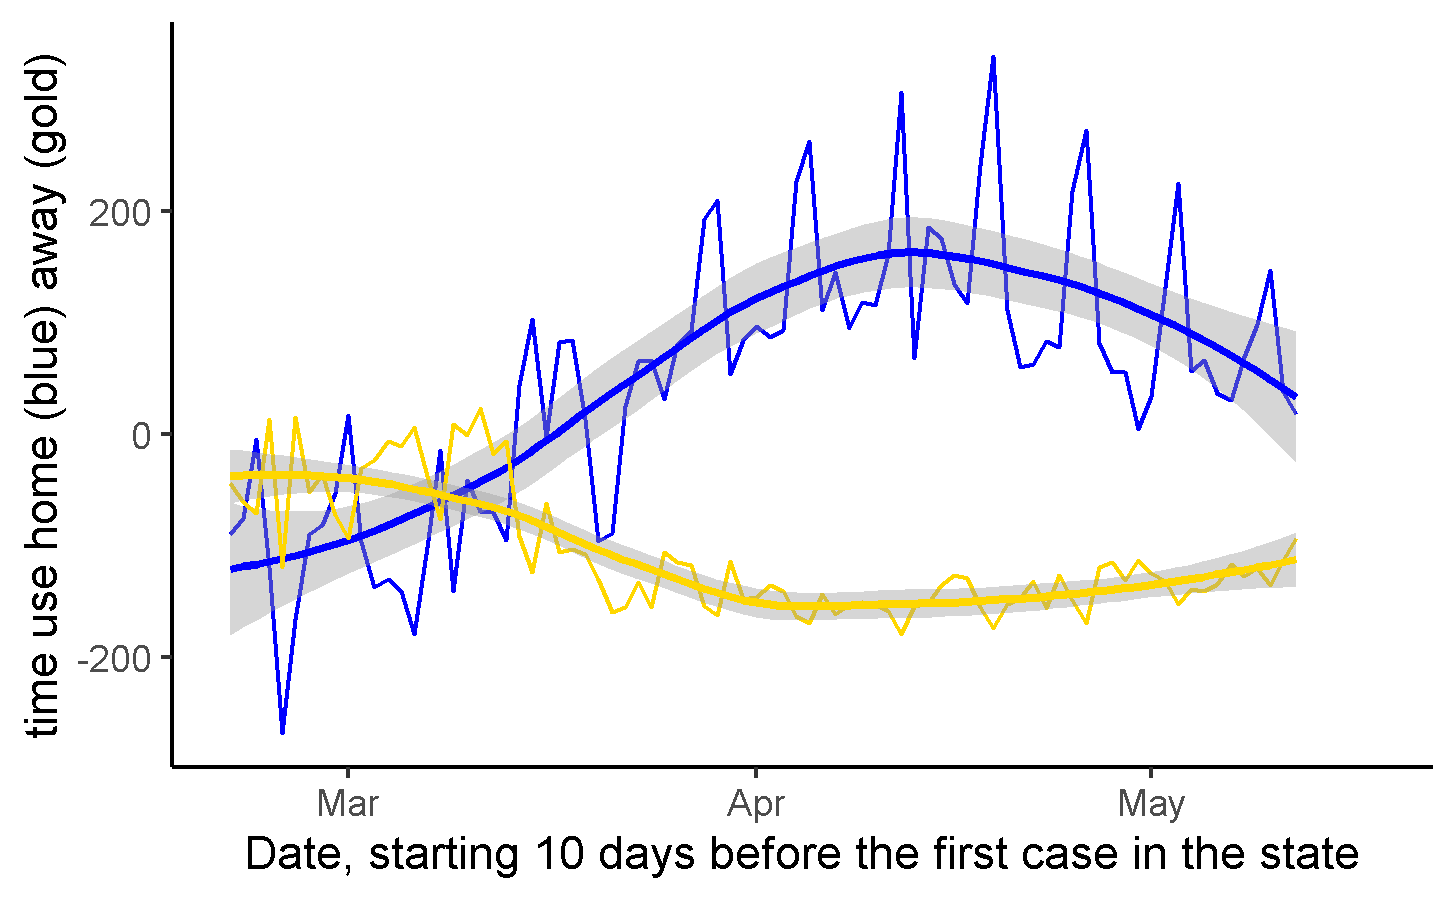 time use home (blue) away (gold)
200
0
-200
Mar
Apr
May
Date, starting 10 days before the first case in the state